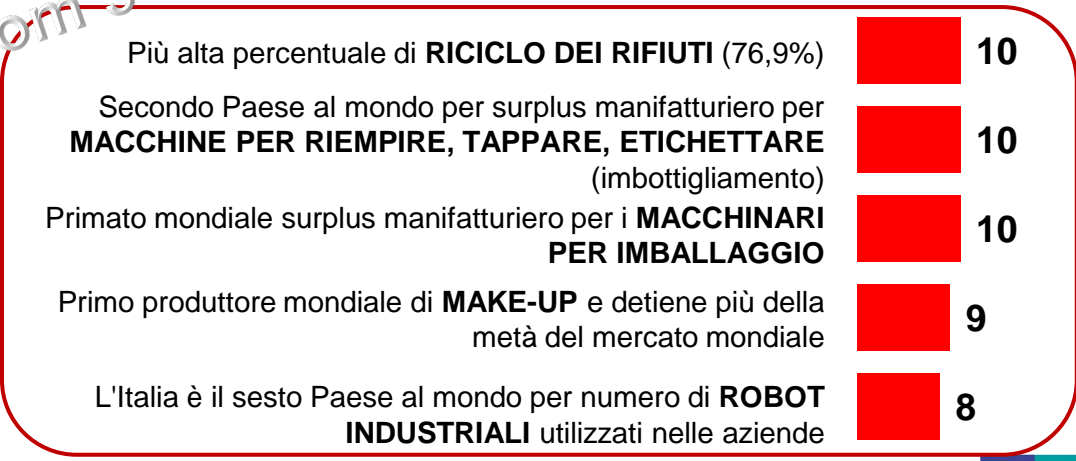 Più alta percentuale di RICICLO DEI RIFIUTI (76,9%) 10
Secondo Paese al mondo per surplus manifatturiero per
MACCHINE PER RIEMPIRE, TAPPARE, ETICHETTARE 10
(imbottigliamento)
Primato mondiale surplus manifatturiero per i MACCHINARI 10
PER IMBALLAGGIO
Primo produttore mondiale di MAKE-UP e detiene più della 9
metà del mercato mondiale
L'Italia è il sesto Paese al mondo per numero di ROBOT 8
INDUSTRIALI utilizzati nelle aziende